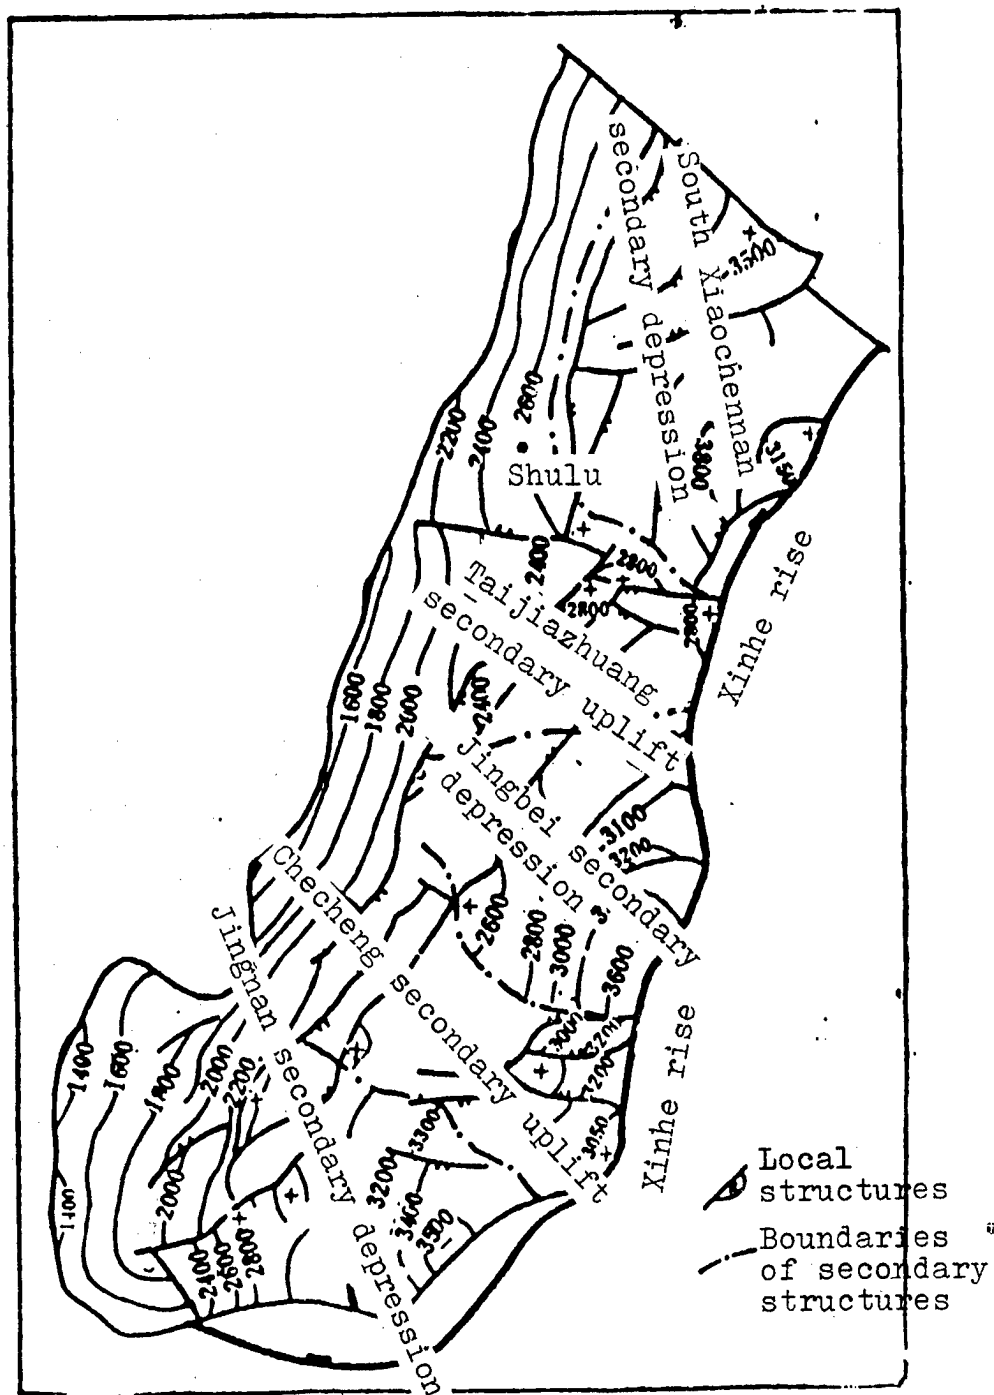 South Xiaochennan
secondary depression
-3500
2200
2400
2600
Shulu
3800
3150
2400
2800
2800
2800
Taijiazhuang
secondary uplift
Xinhe rise
1600
1800
2000
2400
Jingbei secondary
depression
3100
3200
Checheng secondary uplift
2600
2800
3000
3600
Jingnan secondary depression
3000
3200
3200
3050
Xinhe rise
1400
1600
1800
2000
2200
3300
3200
3400
3500
1400
2000
2400
2600
2800
Local
structures
Boundaries
of secondary
structures